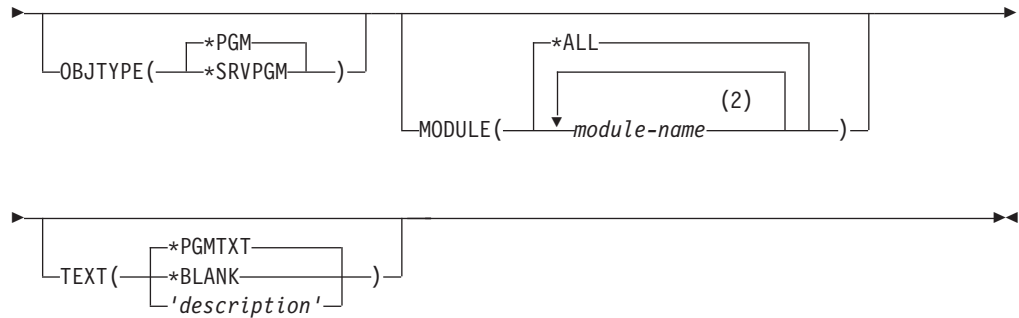 *PGM
OBJTYPE( *SRVPGM )
*ALL
(2)
MODULE( module-name )
*PGMTXT
TEXT( *BLANK )
'description'